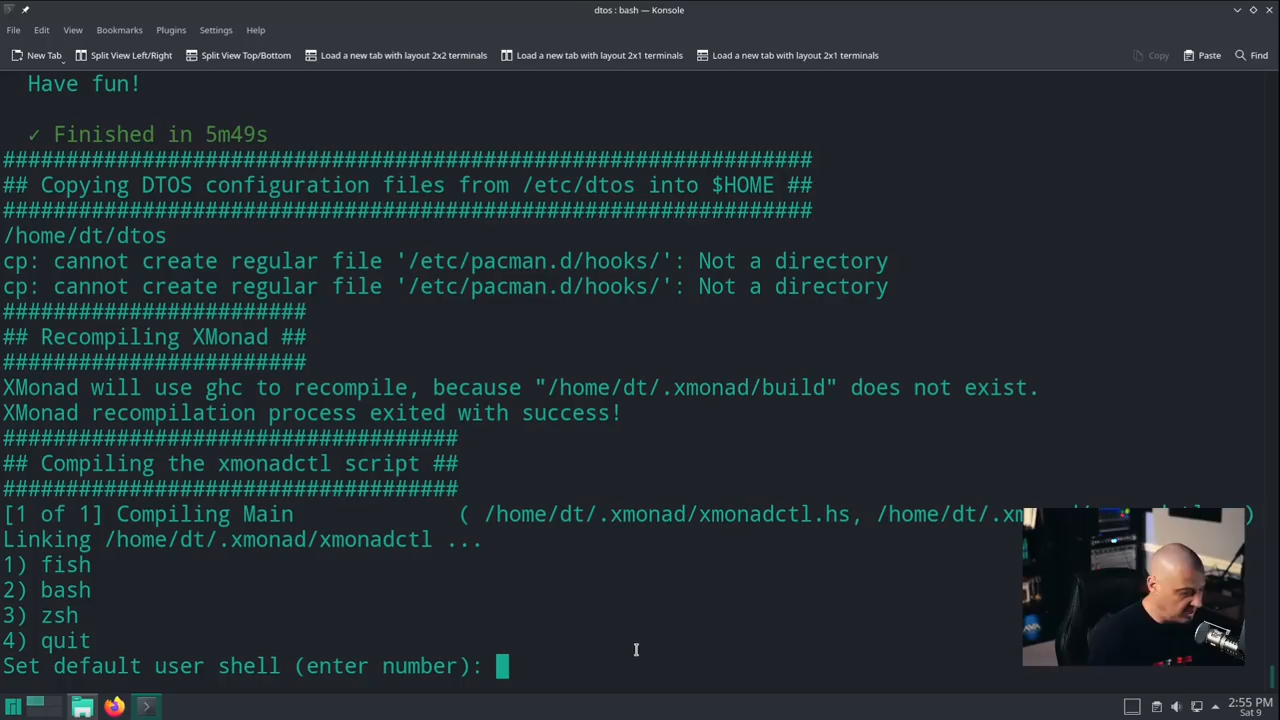 dtos : bash — Konsole
File Edit View Bookmarks Plugins Settings Help
New Tab Split View Left/Right Split View Top/Bottom Load a new tab with layout 2x2 terminals Load a new tab with layout 2x1 terminals Load a new tab with layout 2x1 terminals Copy Paste Find
Have fun!
✓ Finished in 5m49s
################################################################
## Copying DTOS configuration files from /etc/dtos into $HOME ##
################################################################
/home/dt/dtos
cp: cannot create regular file '/etc/pacman.d/hooks/': Not a directory
cp: cannot create regular file '/etc/pacman.d/hooks/': Not a directory
########################
## Recompiling XMonad ##
########################
XMonad will use ghc to recompile, because "/home/dt/.xmonad/build" does not exist.
XMonad recompilation process exited with success!
####################################
## Compiling the xmonadctl script ##
####################################
[1 of 1] Compiling Main ( /home/dt/.xmonad/xmonadctl.hs, /home/dt/.xm )
Linking /home/dt/.xmonad/xmonadctl ...
1) fish
2) bash
3) zsh
4) quit
Set default user shell (enter number):
2:55 PM
Sat 9